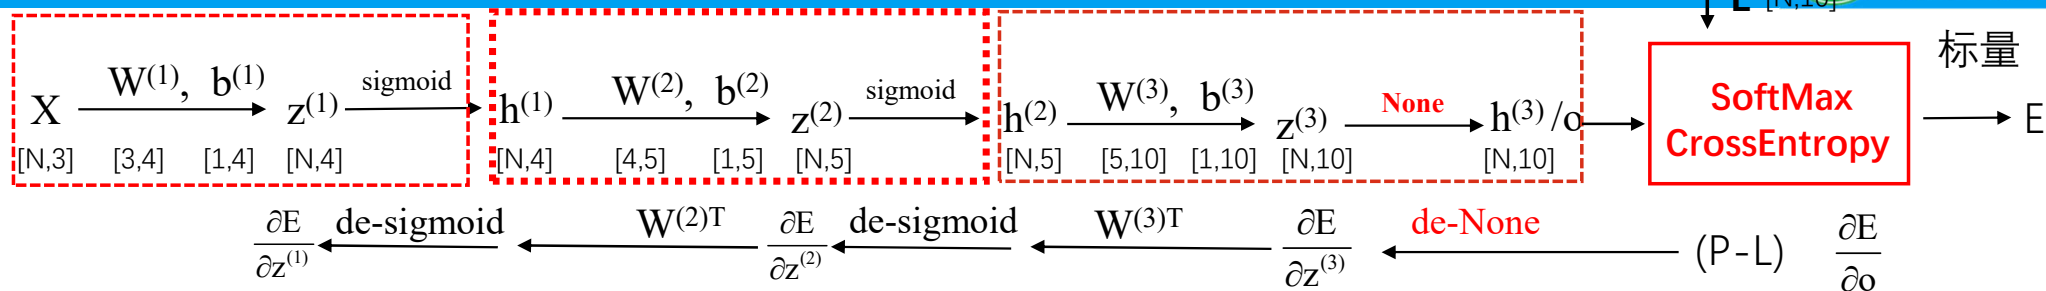 L [N,10]
标量
X W⁽¹⁾, b⁽¹⁾ z⁽¹⁾ sigmoid h⁽¹⁾ W⁽²⁾, b⁽²⁾ z⁽²⁾ sigmoid h⁽²⁾ W⁽³⁾, b⁽³⁾ z⁽³⁾ None h⁽³⁾/o SoftMax CrossEntropy E
[N,3] [3,4] [1,4] [N,4] [N,4] [4,5] [1,5] [N,5] [N,5] [5,10] [1,10] [N,10] [N,10]
∂E/∂z⁽¹⁾ de-sigmoid W⁽²⁾ᵀ ∂E/∂z⁽²⁾ de-sigmoid W⁽³⁾ᵀ ∂E/∂z⁽³⁾ de-None (P-L) ∂E/∂o